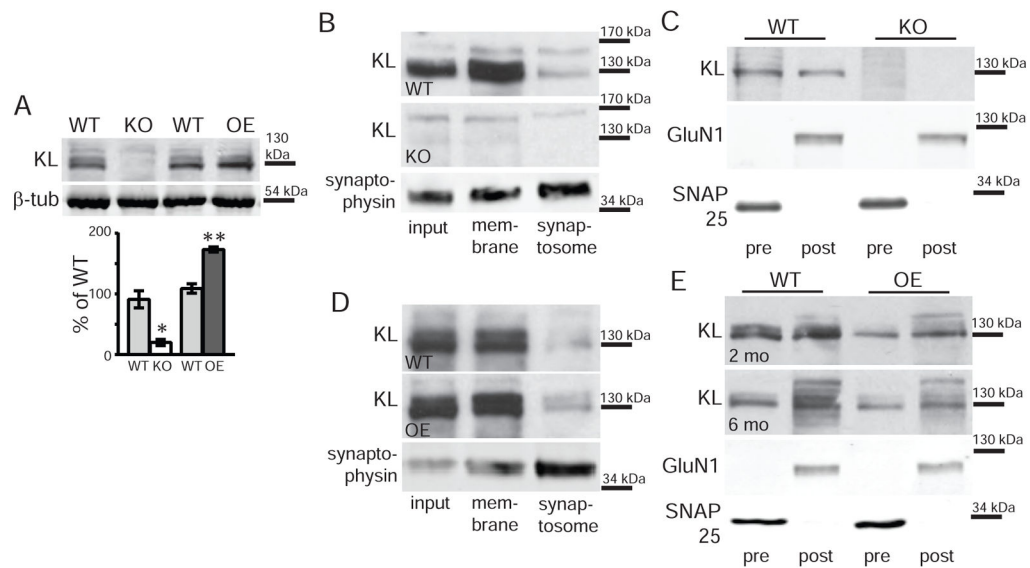 A
WT KO WT OE
KL
130
kDa
β-tub
54 kDa
% of WT
200
100
0
*
**
WT KO WT OE
B
KL
WT
170 kDa
130 kDa
KL
KO
170 kDa
130 kDa
synapto-
physin
34 kDa
input mem- synap-
brane tosome
C
WT KO
KL
130 kDa
GluN1
130 kDa
SNAP
25
34 kDa
pre post pre post
D
KL
WT
130 kDa
KL
OE
130 kDa
synapto-
physin
34 kDa
input mem- synap-
brane tosome
E
WT OE
KL
2 mo
130 kDa
KL
6 mo
130 kDa
GluN1
130 kDa
SNAP
25
34 kDa
pre post pre post